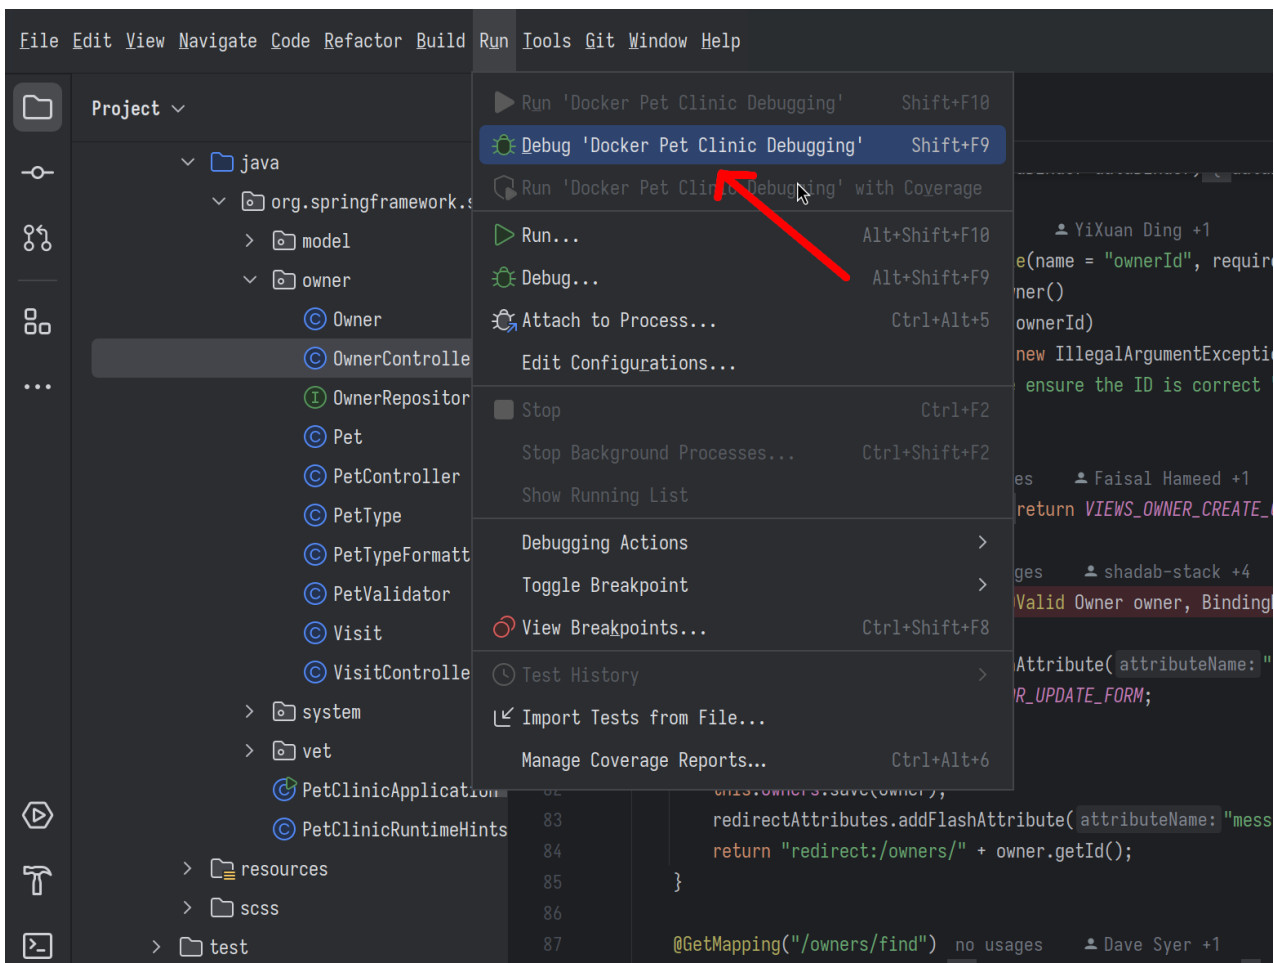 File Edit View Navigate Code Refactor Build Run Tools Git Window Help
Project
java
org.springframework.s
model
owner
Owner
OwnerControlle
OwnerRepositor
Pet
PetController
PetType
PetTypeFormatt
PetValidator
Visit
VisitControlle
system
vet
PetClinicApplication
PetClinicRuntimeHints
resources
scss
test
Run 'Docker Pet Clinic Debugging' Shift+F10
Debug 'Docker Pet Clinic Debugging' Shift+F9
Run 'Docker Pet Clinic Debugging' with Coverage
Run... Alt+Shift+F10
Debug... Alt+Shift+F9
Attach to Process... Ctrl+Alt+5
Edit Configurations...
Stop Ctrl+F2
Stop Background Processes... Ctrl+Shift+F2
Show Running List
Debugging Actions
Toggle Breakpoint
View Breakpoints... Ctrl+Shift+F8
Test History
Import Tests from File...
Manage Coverage Reports... Ctrl+Alt+6
YiXuan Ding +1
e(name = "ownerId", require
ner()
ownerId)
new IllegalArgumentExcepti
ensure the ID is correct
es Faisal Hameed +1
return VIEWS_OWNER_CREATE_
ges shadab-stack +4
Valid Owner owner, Binding
Attribute( attributeName: "
R_UPDATE_FORM;
82 this.owners.save(owner);
83 redirectAttributes.addFlashAttribute( attributeName: "mess
84 return "redirect:/owners/" + owner.getId();
85 }
86
87 @GetMapping("/owners/find") no usages Dave Syer +1